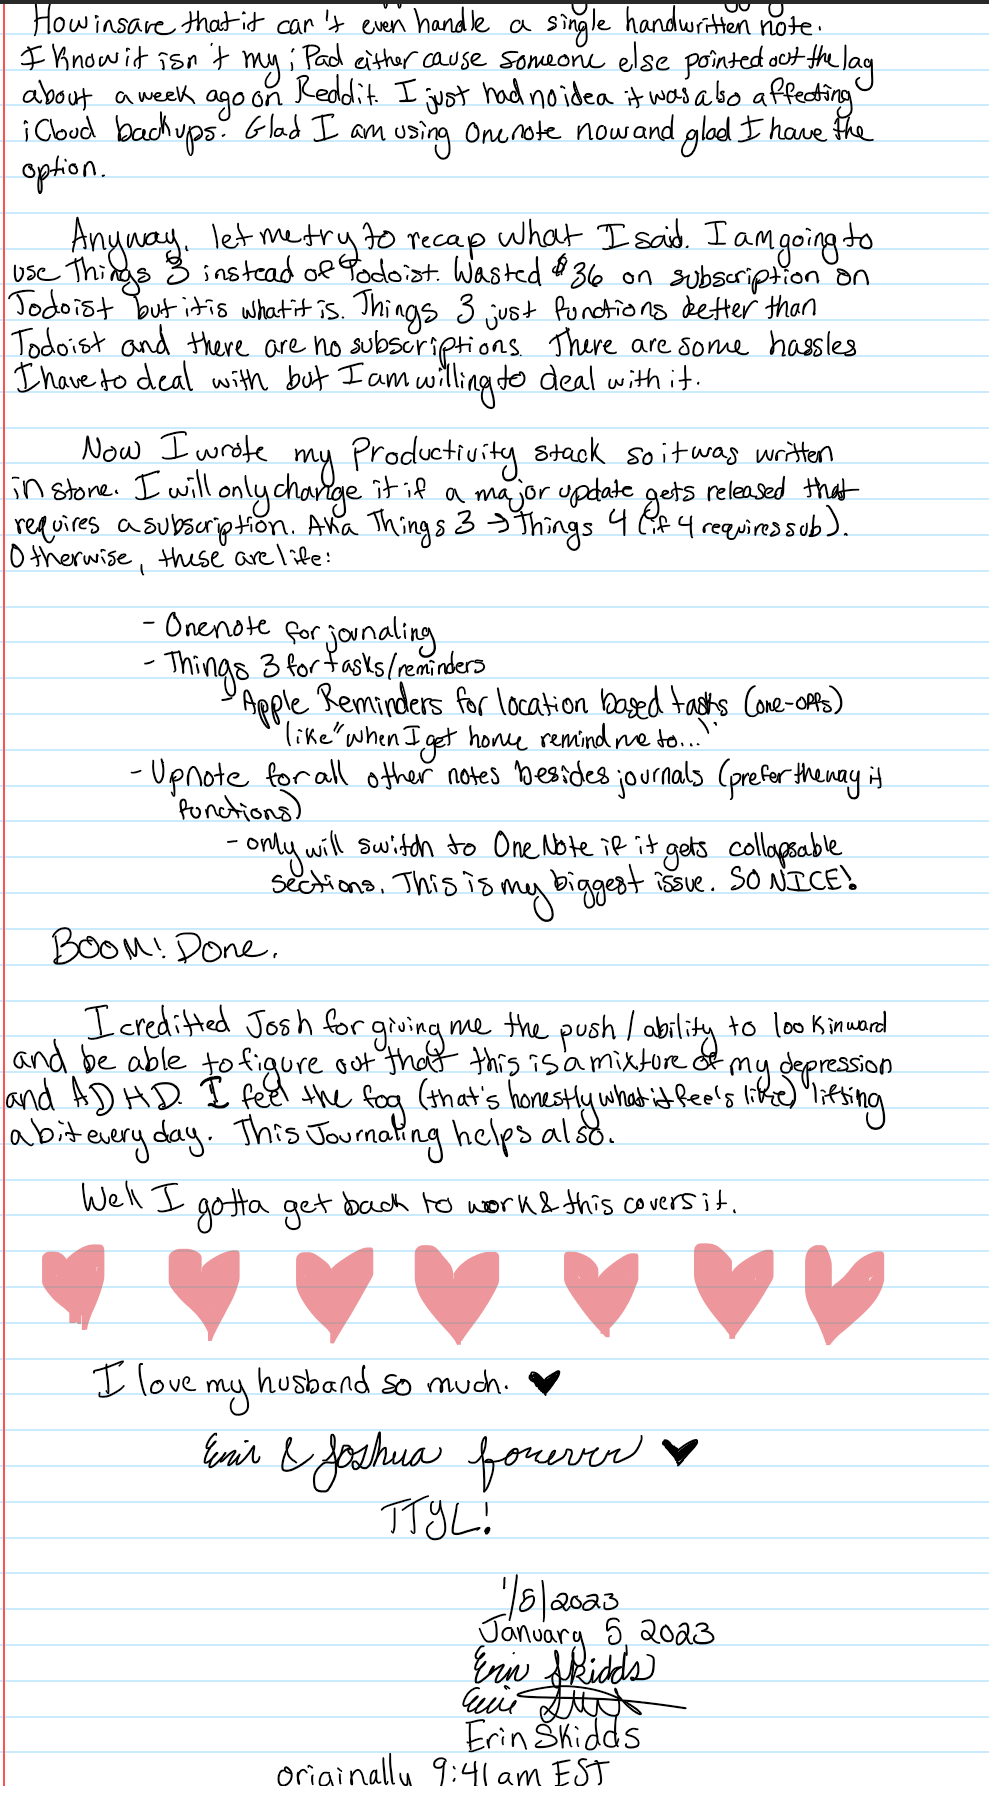 How insane that it can't even handle a single handwritten note.
I know it isn't my iPad either cause someone else pointed out the lag
about a week ago on Reddit. I just had no idea it was also affecting
iCloud backups. Glad I am using Onenote now and glad I have the
option.
Anyway, let me try to recap what I said. I am going to
use Things 3 instead of Todoist. Wasted $36 on subscription on
Todoist but it is what it is. Things 3 just functions better than
Todoist and there are no subscriptions. There are some hassles
I have to deal with but I am willing to deal with it.
Now I wrote my Productivity stack so it was written
in stone. I will only change it if a major update gets released that
requires a subscription. Aka Things 3 → Things 4 (if 4 requires sub).
Otherwise, these are life:
- Onenote for journaling
- Things 3 for tasks/reminders
- Apple Reminders for location based tasks (one-offs)
like "when I get home remind me to..."
- Upnote for all other notes besides journals (prefer the way it
functions)
- only will switch to OneNote if it gets collapsable
sections. This is my biggest issue. SO NICE!
BOOM! Done.
I creditted Josh for giving me the push / ability to look inward
and be able to figure out that this is a mixture of my depression
and ADHD. I feel the fog (that's honestly what it feels like) lifting
a bit every day. This Journaling helps also.
Well I gotta get back to work & this covers it.
I love my husband so much. ♥
Erin & Joshua forever ♥
TTYL!
1/5/2023
January 5, 2023
Erin Skidds
Erin
Erin Skidds
originally 9:41 am EST